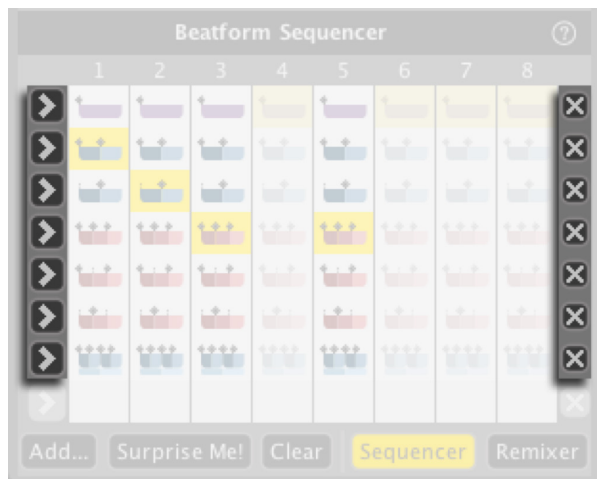 Beatform Sequencer ?
1 2 3 4 5 6 7 8
Add... Surprise Me! Clear Sequencer Remixer